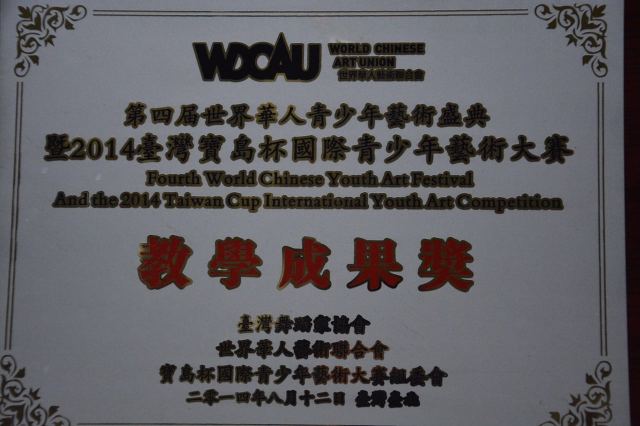 WDCAU
WORLD CHINESE
ART UNION
世界華人藝術聯合會
第四届世界華人青少年藝術盛典
暨2014臺灣寶島杯國際青少年藝術大賽
Fourth World Chinese Youth Art Festival
And the 2014 Taiwan Cup International Youth Art Competition
教學成果獎
臺灣舞蹈家協會
世界華人藝術聯合會
寶島杯國際青少年藝術大賽組委會
二零一四年八月十二日 臺灣臺北